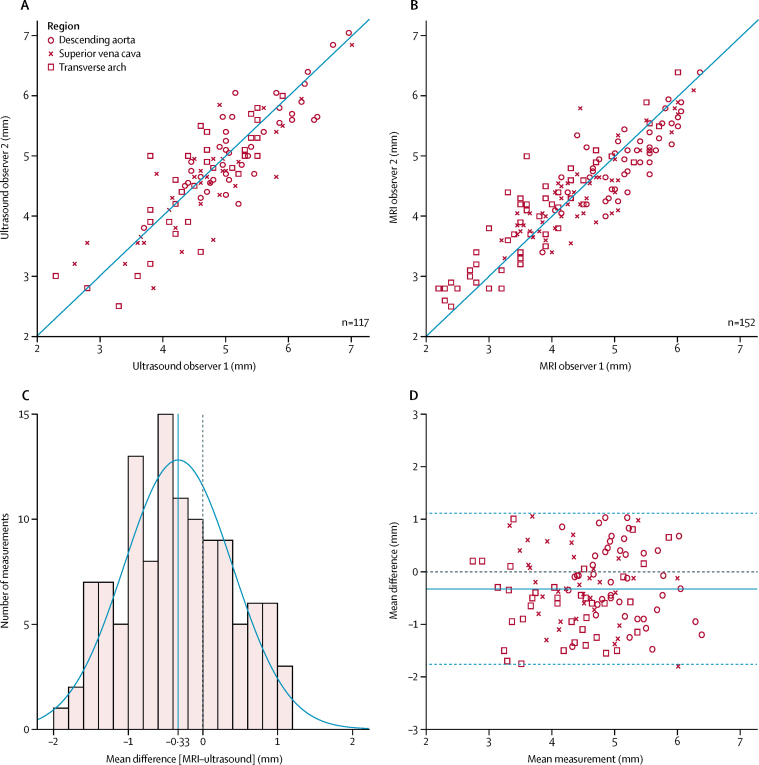 A
Region
Descending aorta
Superior vena cava
Transverse arch
7
6
5
4
3
2
Ultrasound observer 2 (mm)
n=117
2 3 4 5 6 7
Ultrasound observer 1 (mm)
B
7
6
5
4
3
2
MRI observer 2 (mm)
n=152
2 3 4 5 6 7
MRI observer 1 (mm)
C
15
10
5
0
Number of measurements
–2 –1 –0·33 0 1 2
Mean difference [MRI–ultrasound] (mm)
D
3
2
1
0
–1
–2
–3
Mean difference (mm)
2 3 4 5 6 7
Mean measurement (mm)